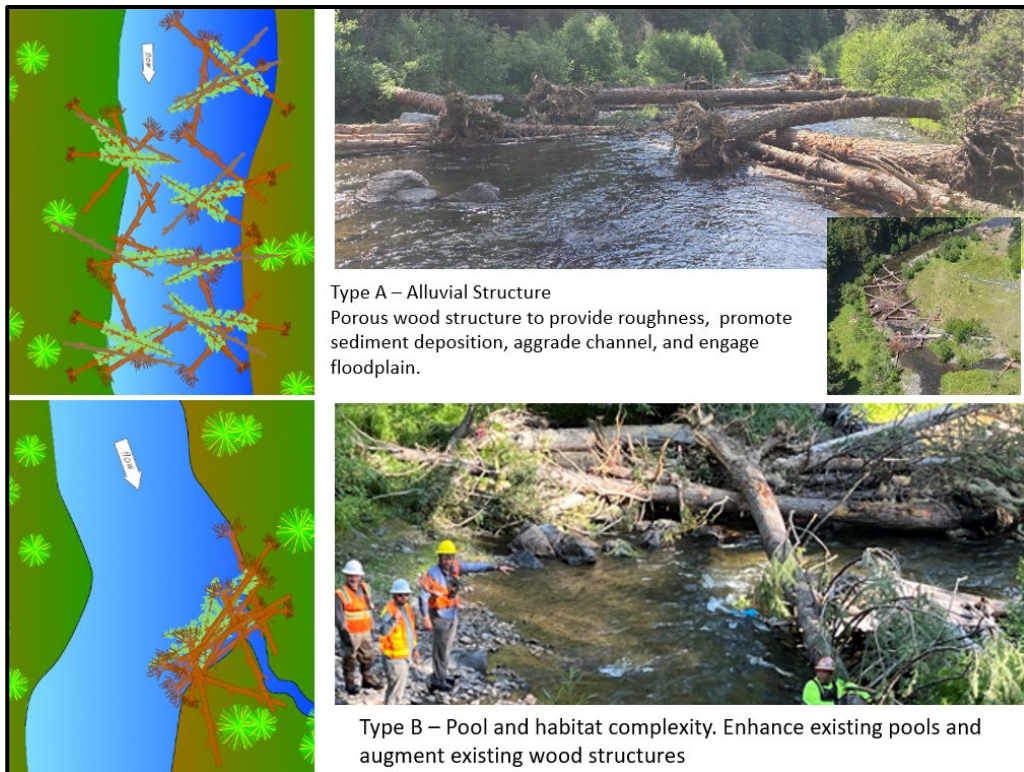 flow
Type A – Alluvial Structure
Porous wood structure to provide roughness,  promote
sediment deposition, aggrade channel, and engage
floodplain.
flow
Type B – Pool and habitat complexity. Enhance existing pools and
augment existing wood structures